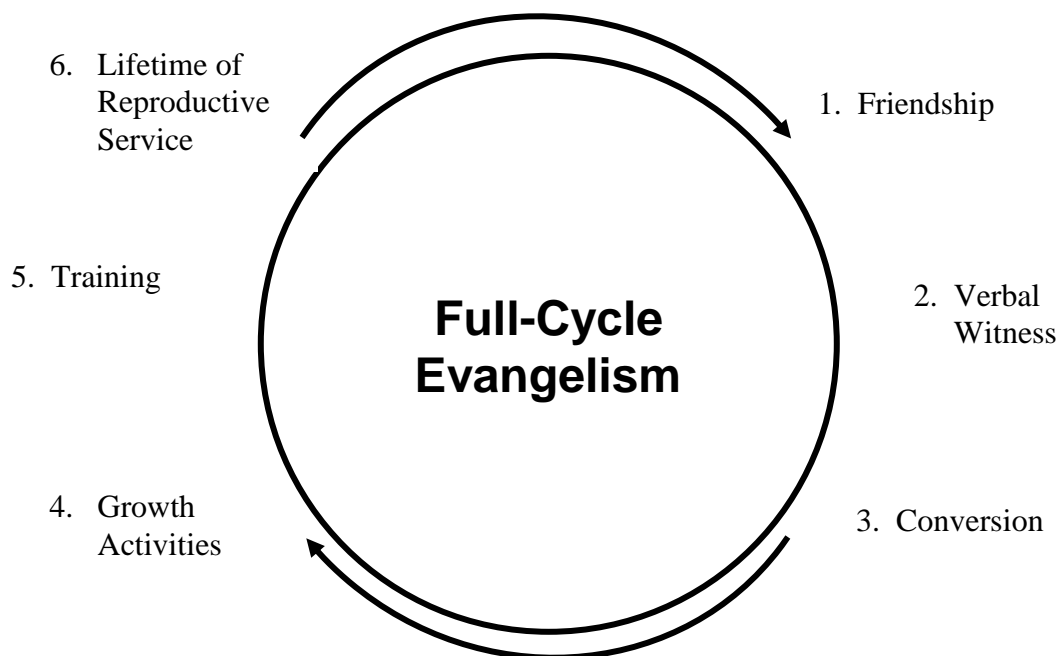 6. Lifetime of
Reproductive
Service
1. Friendship
5. Training
2. Verbal
Witness
Full-Cycle
Evangelism
4. Growth
Activities
3. Conversion